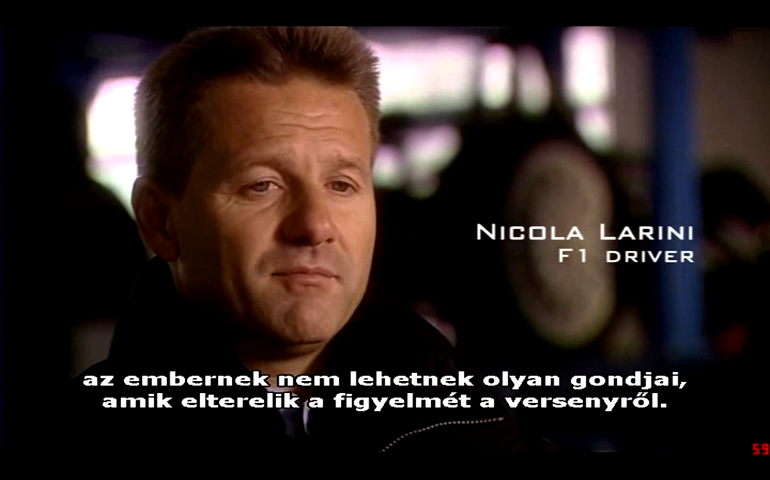 NICOLA LARINI
F1 DRIVER
az embernek nem lehetnek olyan gondjai,
amik elterelik a figyelmét a versenyről.
59